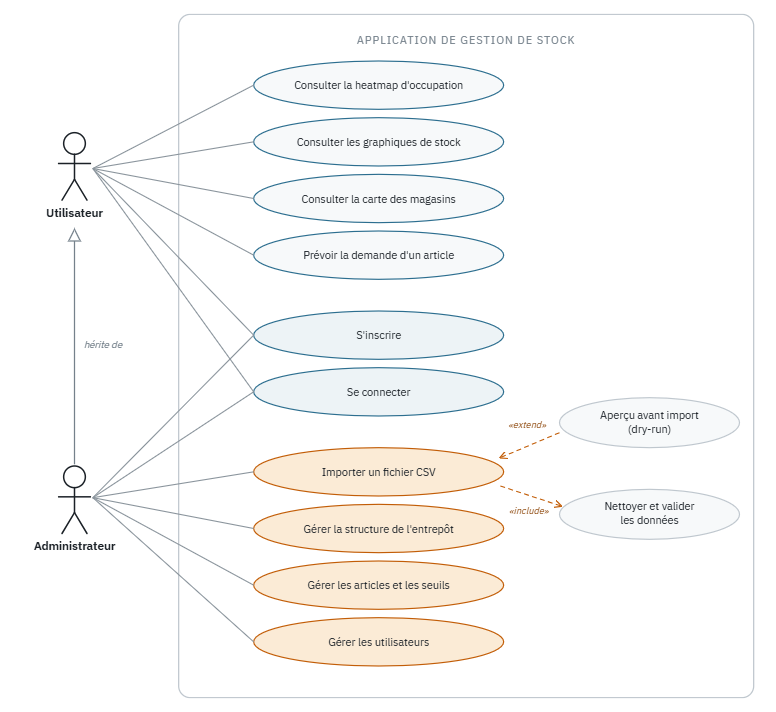 APPLICATION DE GESTION DE STOCK
Consulter la heatmap d'occupation
Consulter les graphiques de stock
Consulter la carte des magasins
Utilisateur
Prévoir la demande d'un article
S'inscrire
hérite de
Se connecter
Aperçu avant import
(dry-run)
«extend»
Importer un fichier CSV
Nettoyer et valider
les données
«include»
Gérer la structure de l'entrepôt
Administrateur
Gérer les articles et les seuils
Gérer les utilisateurs